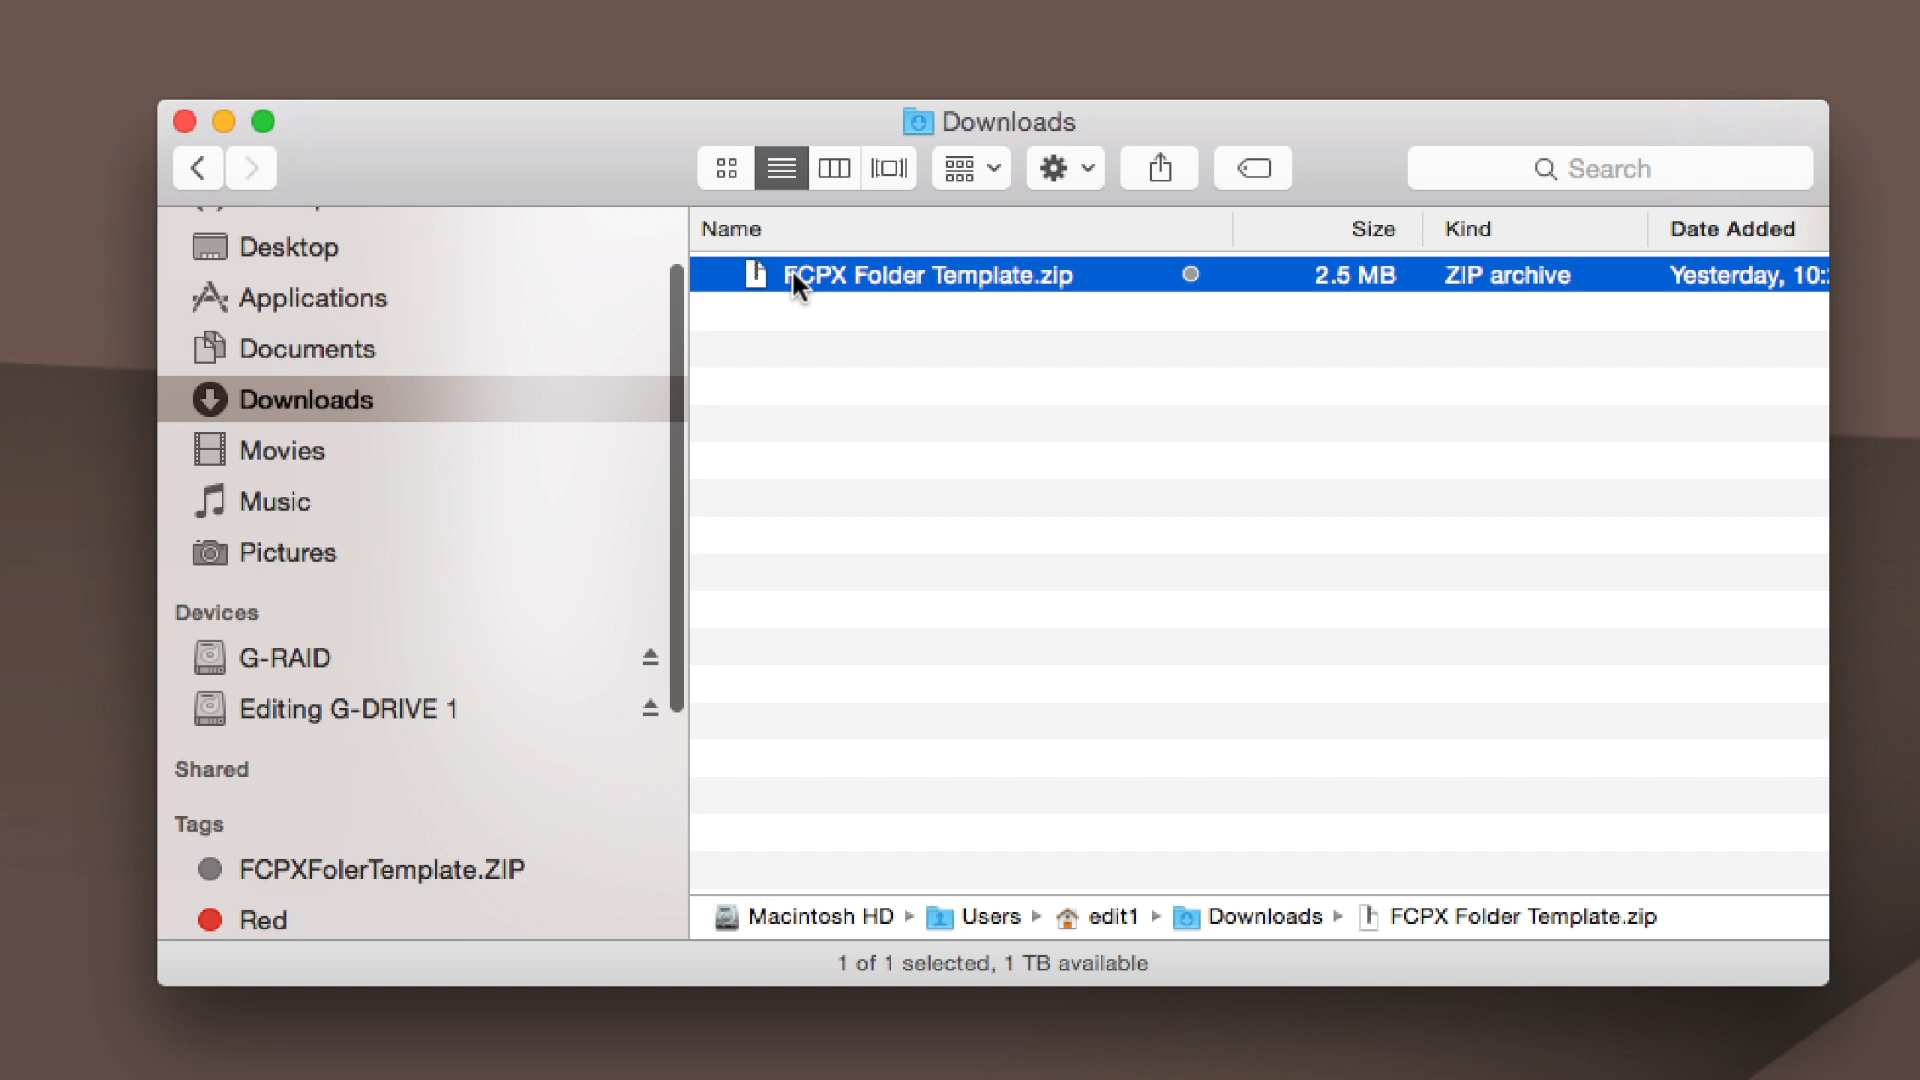 Downloads
Search
Desktop
Applications
Documents
Downloads
Movies
Music
Pictures
Devices
G-RAID
Editing G-DRIVE 1
Shared
Tags
FCPXFolerTemplate.ZIP
Red
Name Size Kind Date Added
FCPX Folder Template.zip 2.5 MB ZIP archive Yesterday, 10:
Macintosh HD Users edit1 Downloads FCPX Folder Template.zip
1 of 1 selected, 1 TB available